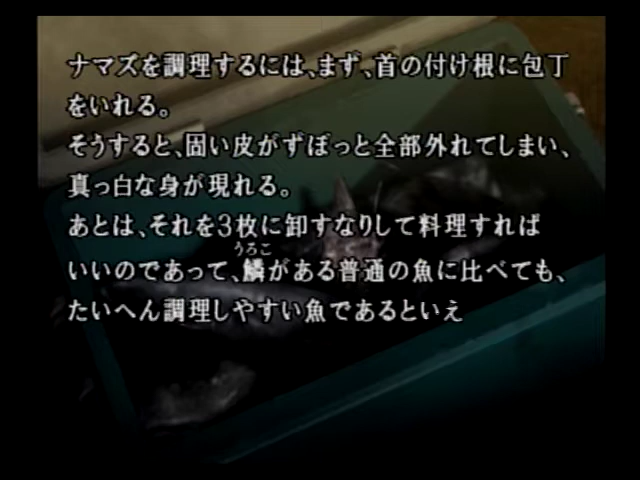 ナマズを調理するには、まず、首の付け根に包丁
をいれる。
そうすると、固い皮がずぼっと全部外れてしまい、
真っ白な身が現れる。
あとは、それを3枚に卸すなりして料理すれば
うろこ
いいのであって、鱗がある普通の魚に比べても、
たいへん調理しやすい魚であるといえ